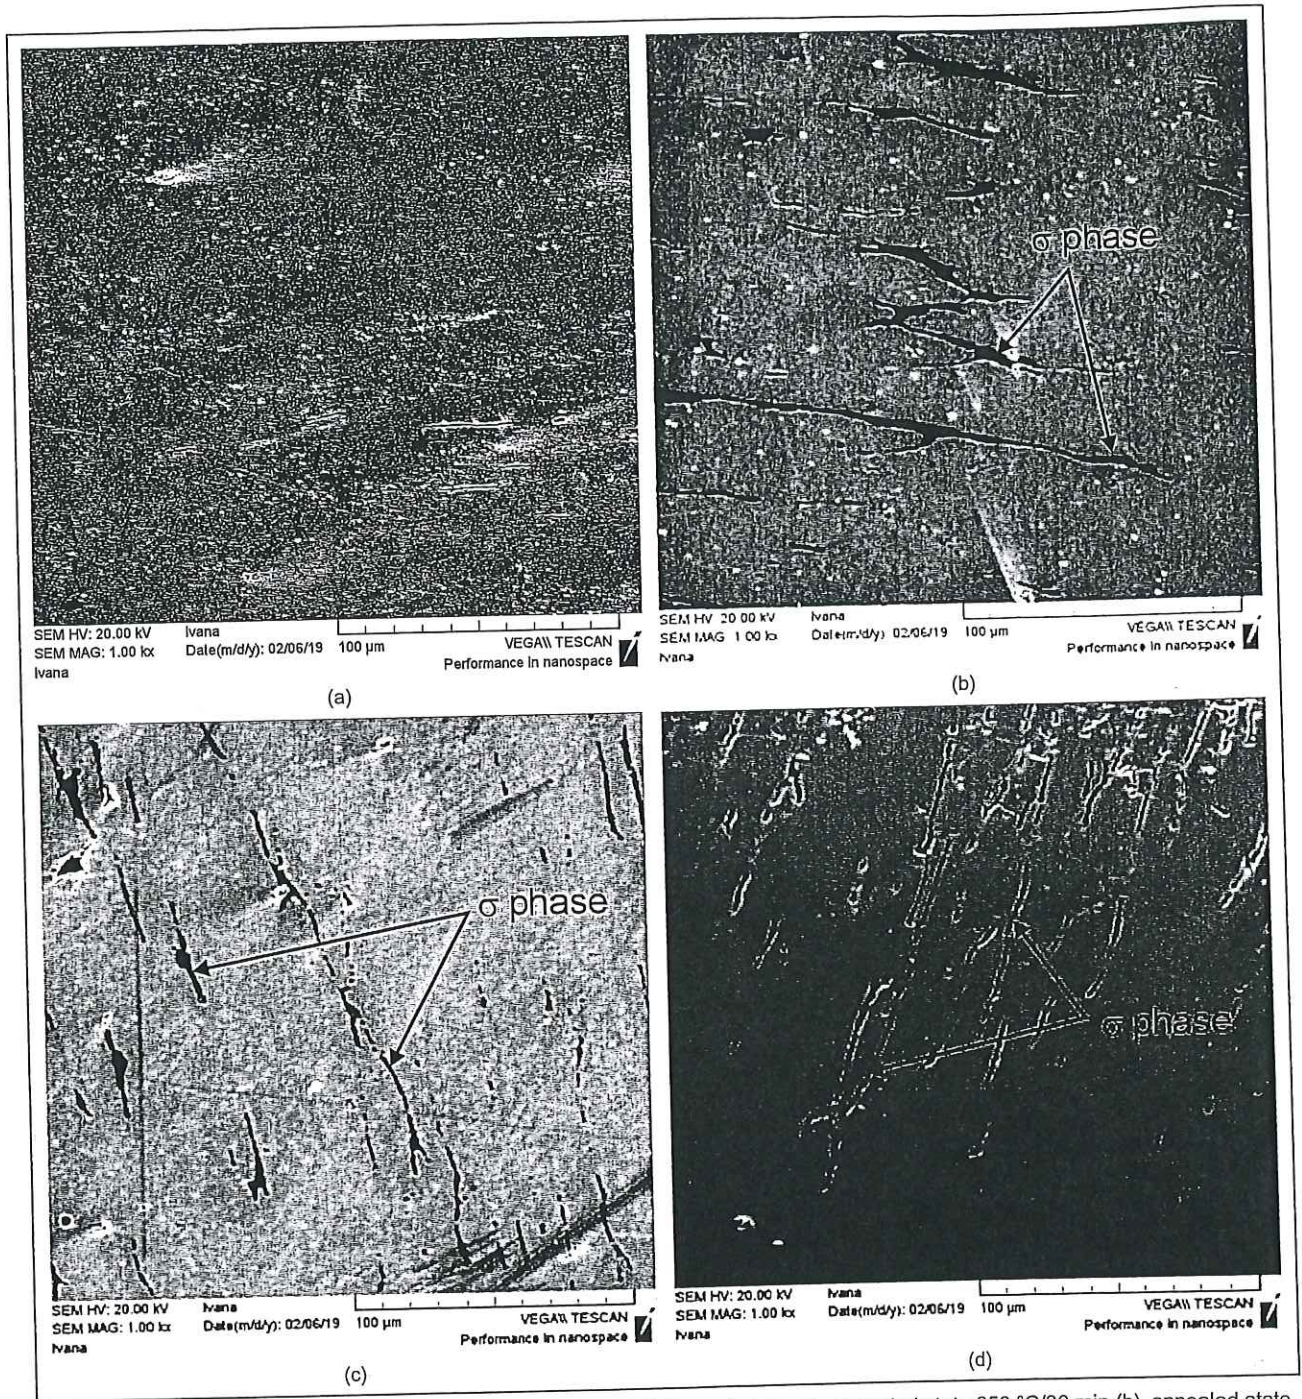 SEM HV: 20.00 kV Ivana
SEM MAG: 1.00 kx Date(m/d/y): 02/06/19 100 µm VEGA\\ TESCAN
Ivana Performance in nanospace
(a)
σ phase
SEM HV: 20.00 kV Ivana
SEM MAG: 1.00 kx Date(m/d/y): 02/06/19 100 µm VEGA\\ TESCAN
Ivana Performance in nanospace
(b)
σ phase
SEM HV: 20.00 kV Ivana
SEM MAG: 1.00 kx Date(m/d/y): 02/06/19 100 µm VEGA\\ TESCAN
Ivana Performance in nanospace
(c)
σ phase
SEM HV: 20.00 kV Ivana
SEM MAG: 1.00 kx Date(m/d/y): 02/06/19 100 µm VEGA\\ TESCAN
Ivana Performance in nanospace
(d)
min (b), annealed state